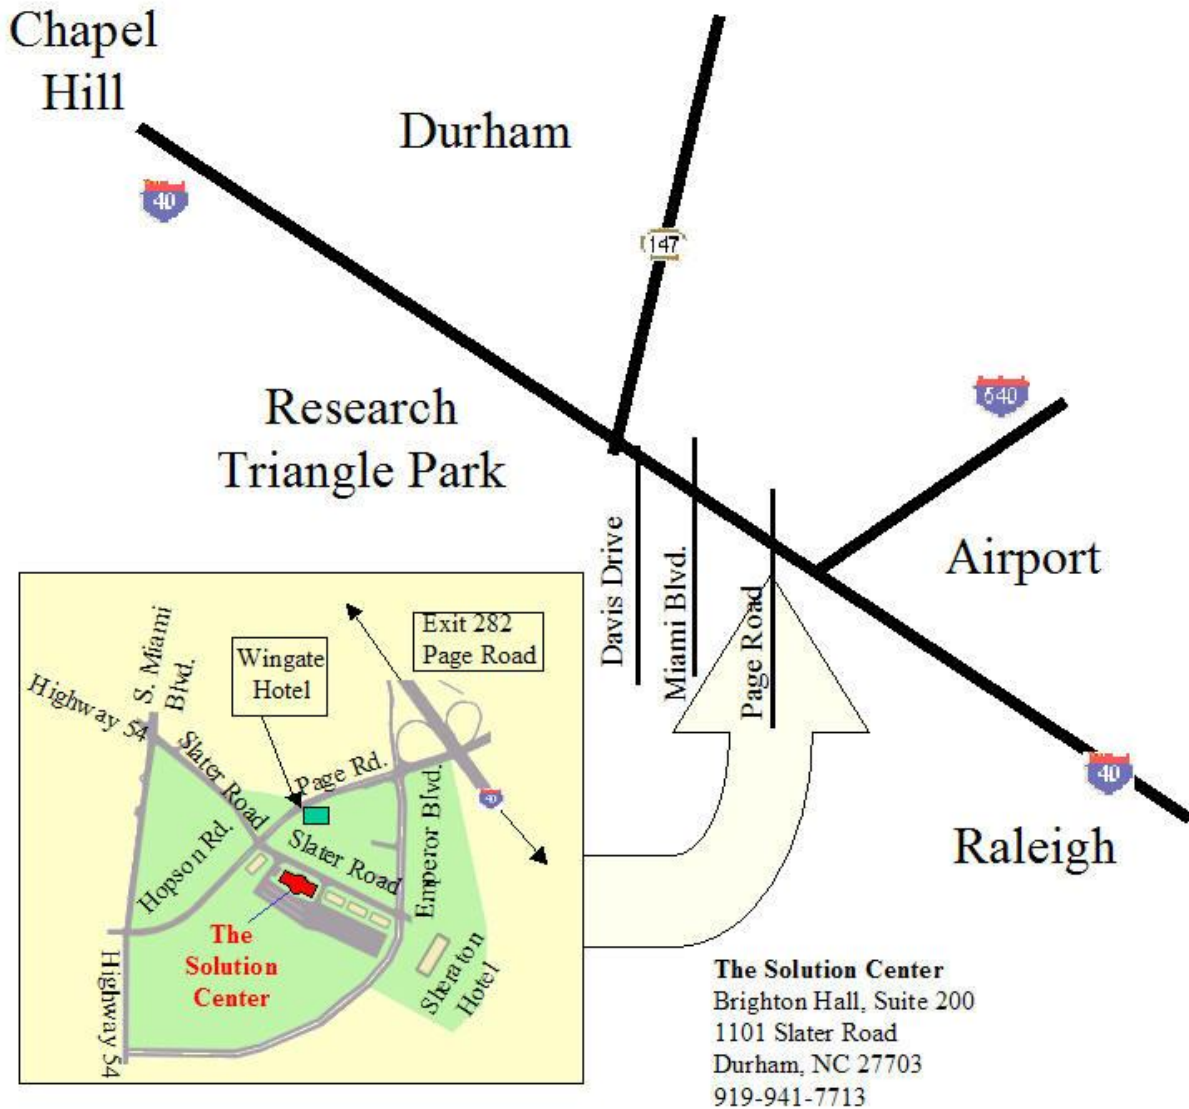 Chapel
Hill
Durham
40
147
540
Research
Triangle Park
Airport
Davis Drive
Miami Blvd.
Page Road
40
Raleigh
Exit 282
Page Road
Wingate
Hotel
S. Miami
Blvd.
Highway 54
Slater Road
Page Rd.
40
Hopson Rd.
Slater Road
Emperor Blvd.
The
Solution
Center
Sheraton
Hotel
Highway 54
The Solution Center
Brighton Hall, Suite 200
1101 Slater Road
Durham, NC 27703
919-941-7713